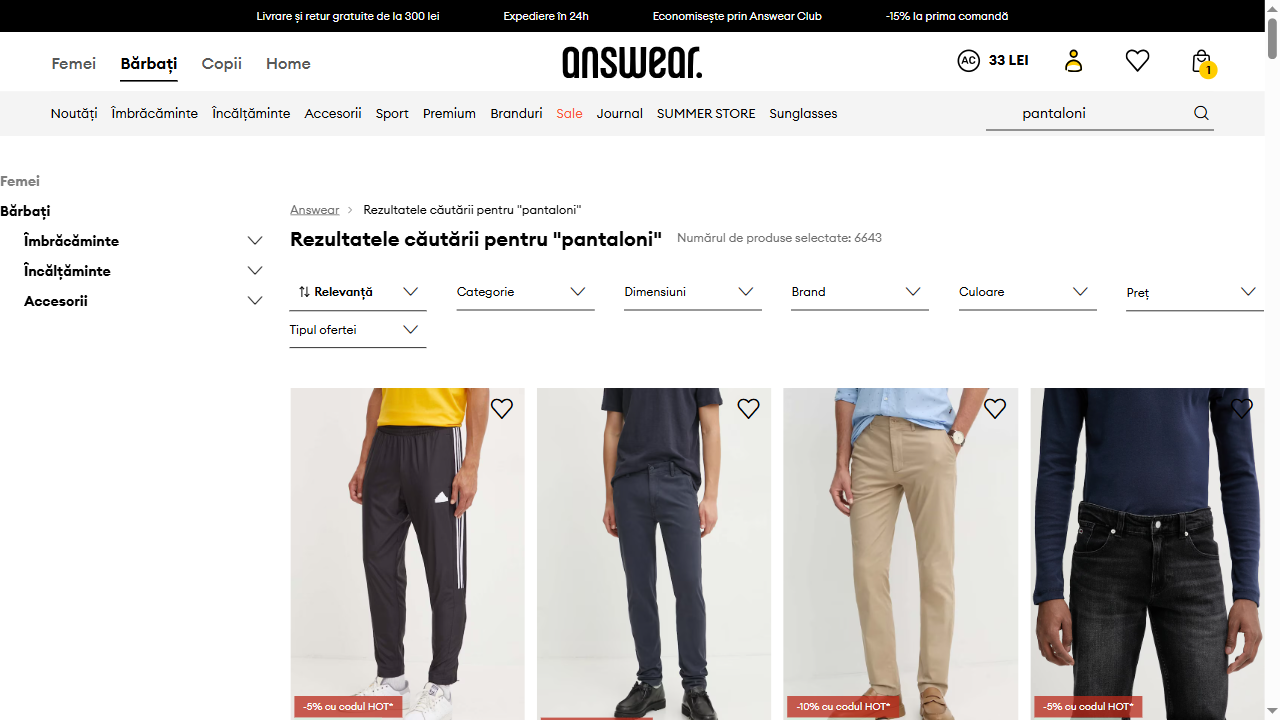 Livrare și retur gratuite de la 300 lei Expediere în 24h Economisește prin Answear Club -15% la prima comandă
Femei Bărbați Copii Home answear. AC 33 LEI 1
Noutăți Îmbrăcăminte Încălțăminte Accesorii Sport Premium Branduri Sale Journal SUMMER STORE Sunglasses pantaloni
Femei
Bărbați
Îmbrăcăminte
Încălțăminte
Accesorii
Answear Rezultatele căutării pentru "pantaloni"
Rezultatele căutării pentru "pantaloni" Numărul de produse selectate: 6643
Relevanță Categorie Dimensiuni Brand Culoare Preț
Tipul ofertei
-5% cu codul HOT* -10% cu codul HOT* -5% cu codul HOT*